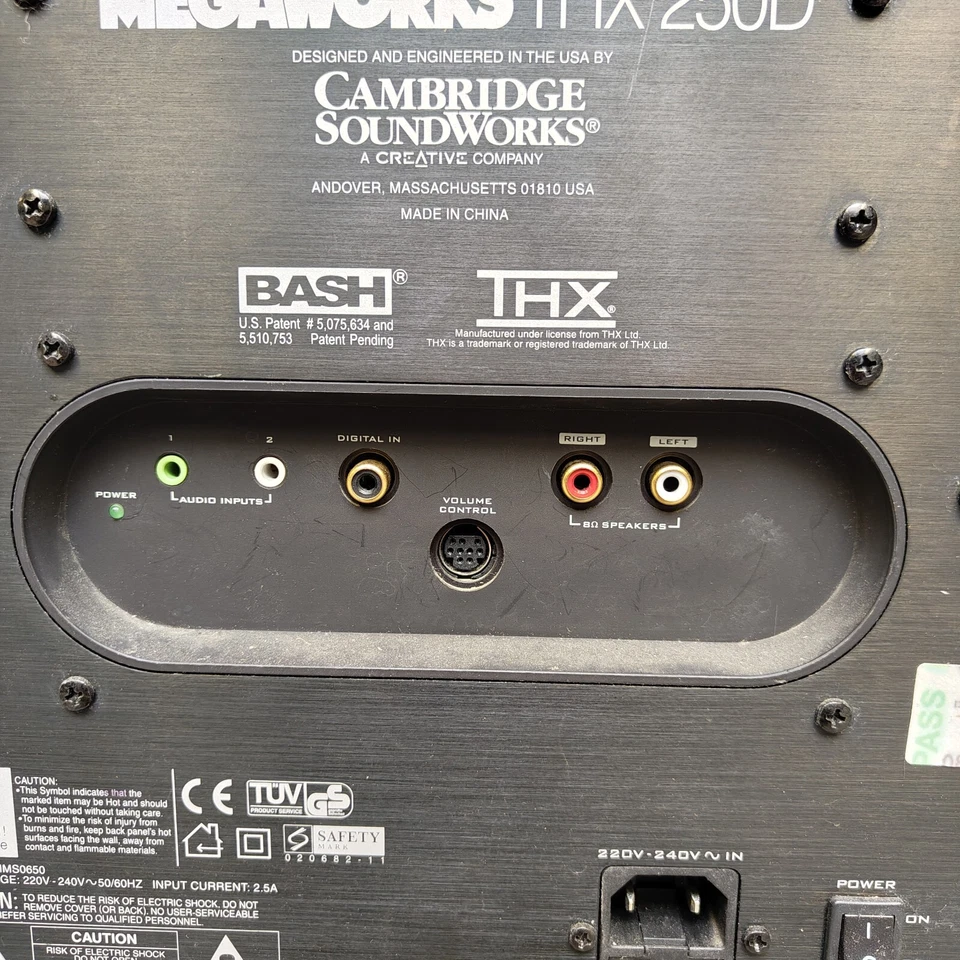 MEGAWORKS THX 250D
DESIGNED AND ENGINEERED IN THE USA BY
CAMBRIDGE
SOUNDWORKS®
A CREATIVE COMPANY
ANDOVER, MASSACHUSETTS 01810 USA
MADE IN CHINA
BASH®
U.S. Patent # 5,075,634 and
5,510,753 Patent Pending
THX®
Manufactured under license from THX Ltd.
THX is a trademark or registered trademark of THX Ltd.
1
2
DIGITAL IN
RIGHT
LEFT
POWER
AUDIO INPUTS
VOLUME
CONTROL
8Ω SPEAKERS
PASS
CAUTION:
•This Symbol indicates that the
marked item may be Hot and should
not be touched without taking care.
•To minimize the risk of injury from
burns and fire, keep back panel's hot
surfaces facing the wall, away from
contact and flammable materials.
CE
TÜV
PRODUCT SERVICE
GS
S SAFETY
MARK
020682-11
MS0650
GE: 220V-240V~50/60HZ INPUT CURRENT: 2.5A
N: TO REDUCE THE RISK OF ELECTRIC SHOCK, DO NOT
REMOVE COVER (OR BACK). NO USER-SERVICEABLE
REFER SERVICING TO QUALIFIED PERSONNEL.
CAUTION
RISK OF ELECTRIC SHOCK
DO NOT OPEN
220V-240V~ IN
POWER
ON
I